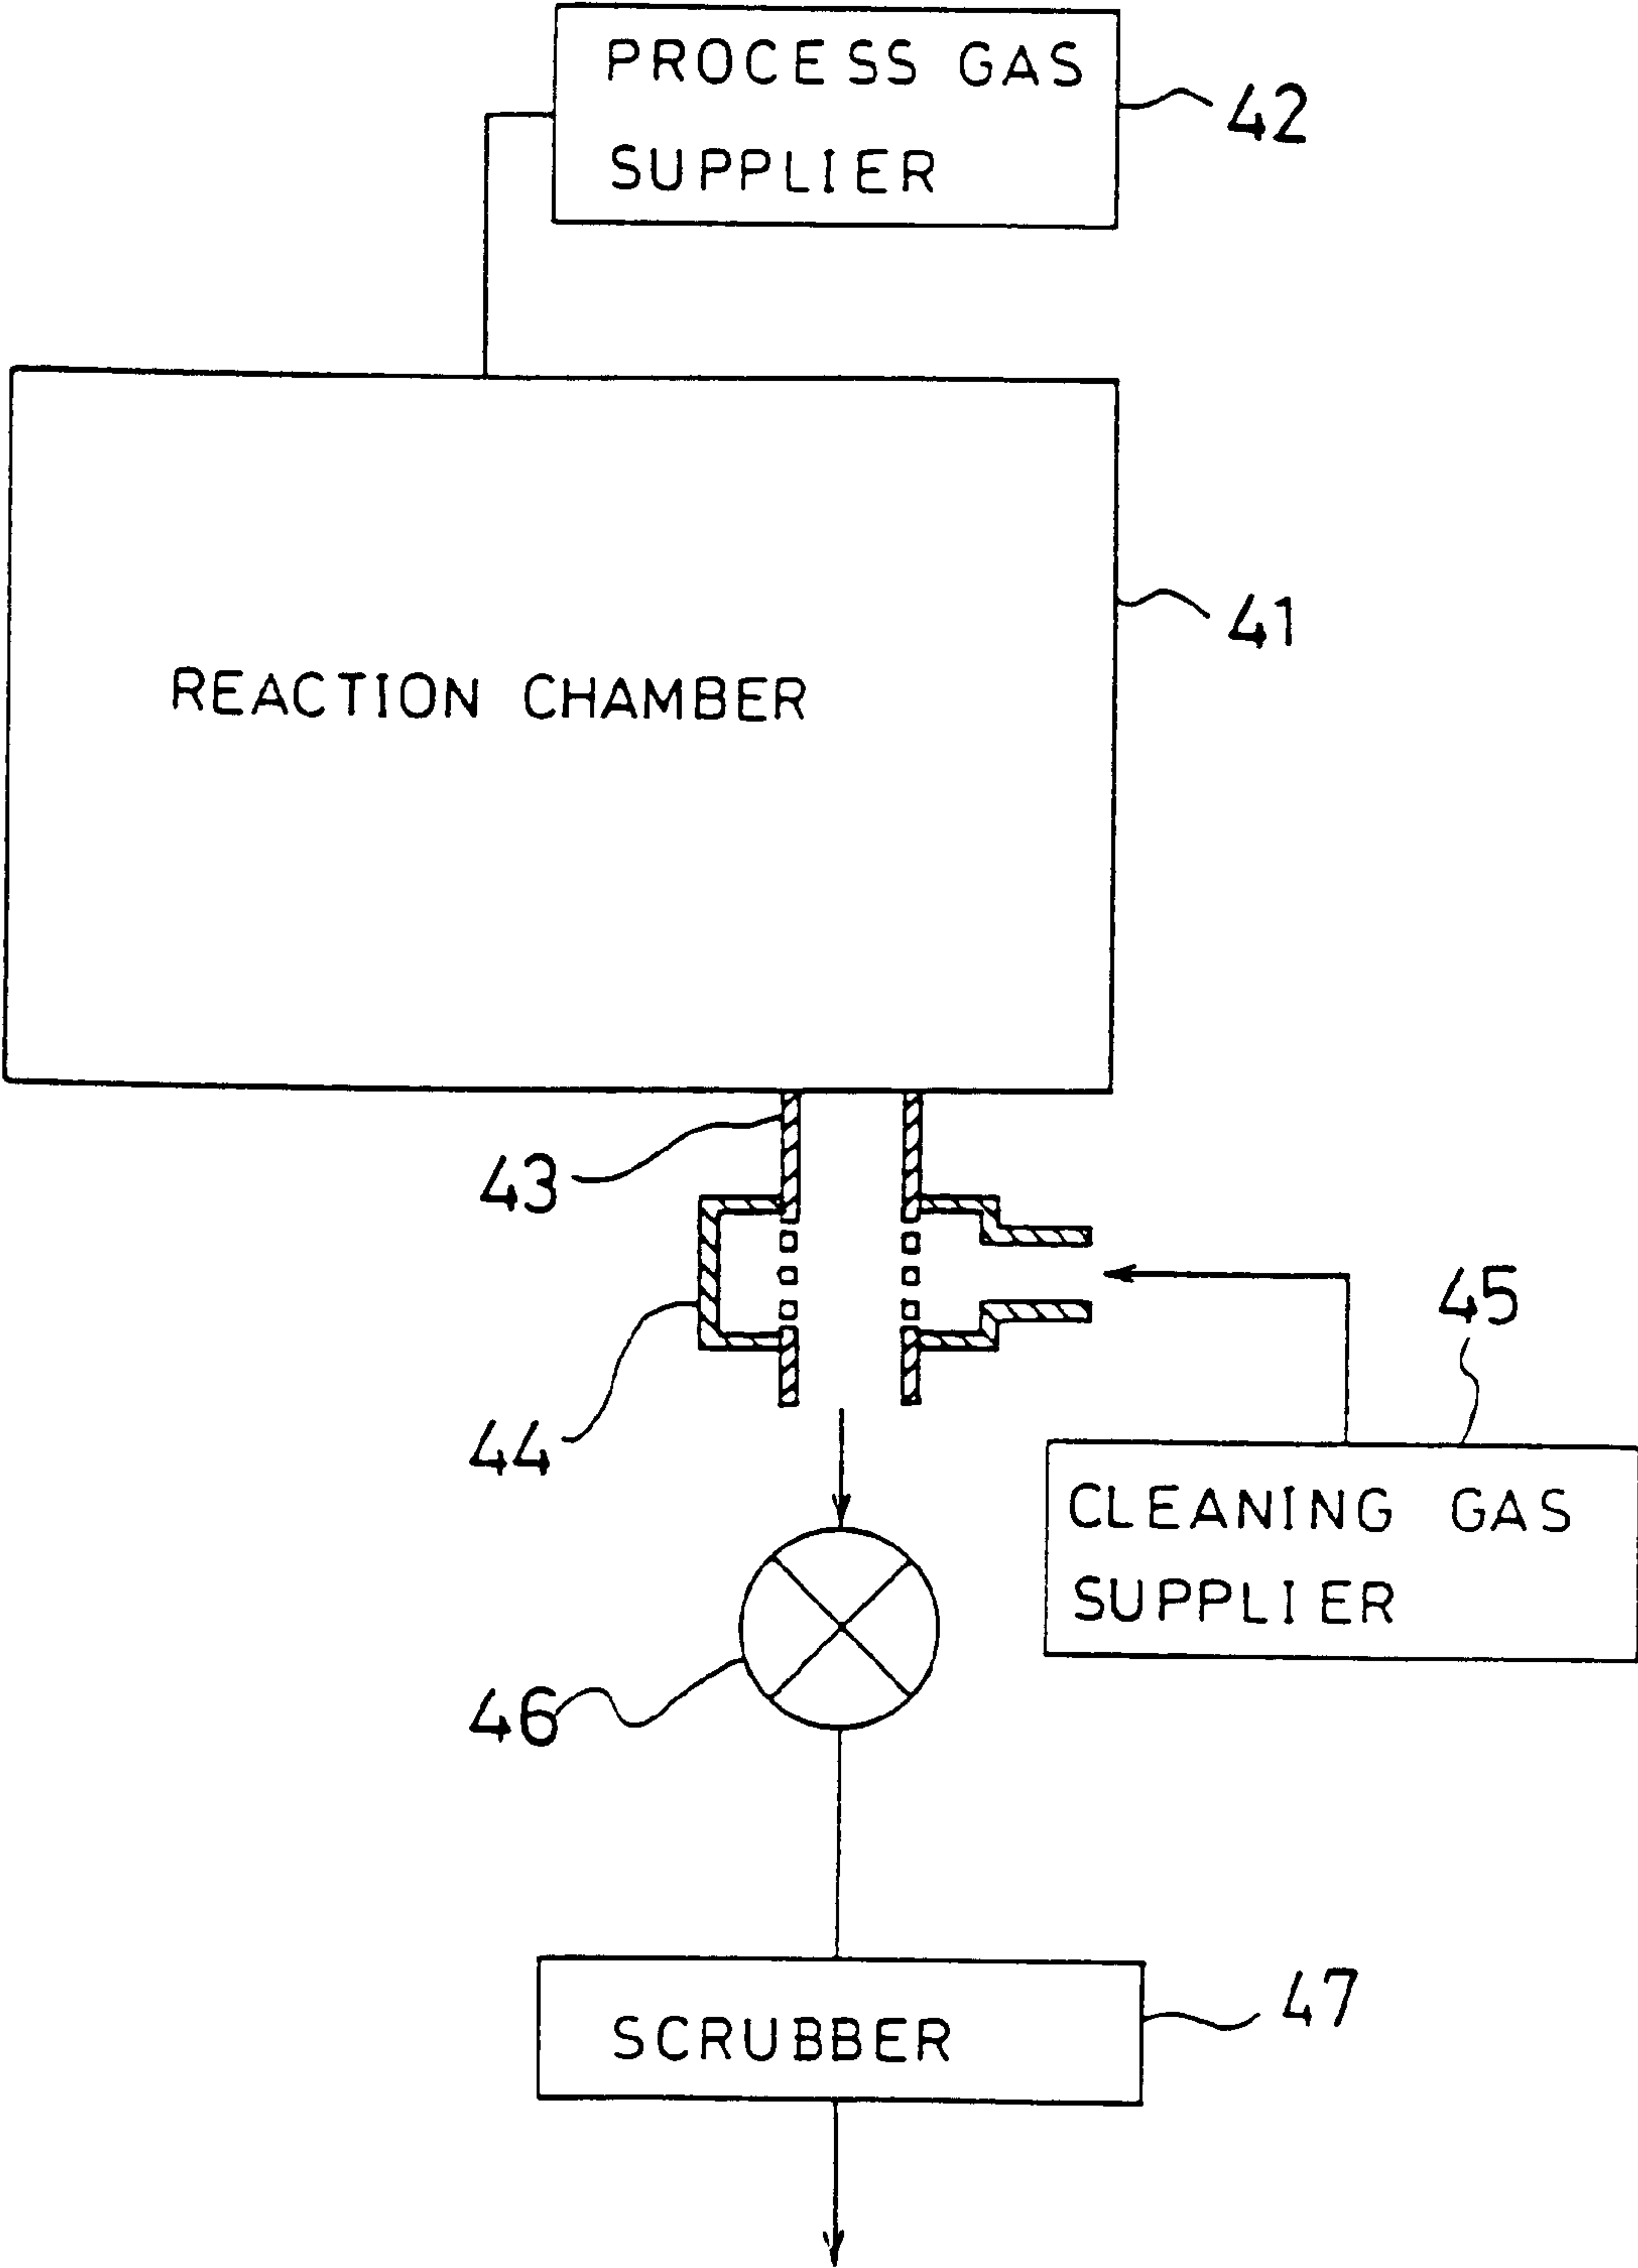 PROCESS GAS
SUPPLIER
42
REACTION CHAMBER
41
43
44
45
CLEANING GAS
SUPPLIER
46
SCRUBBER
47